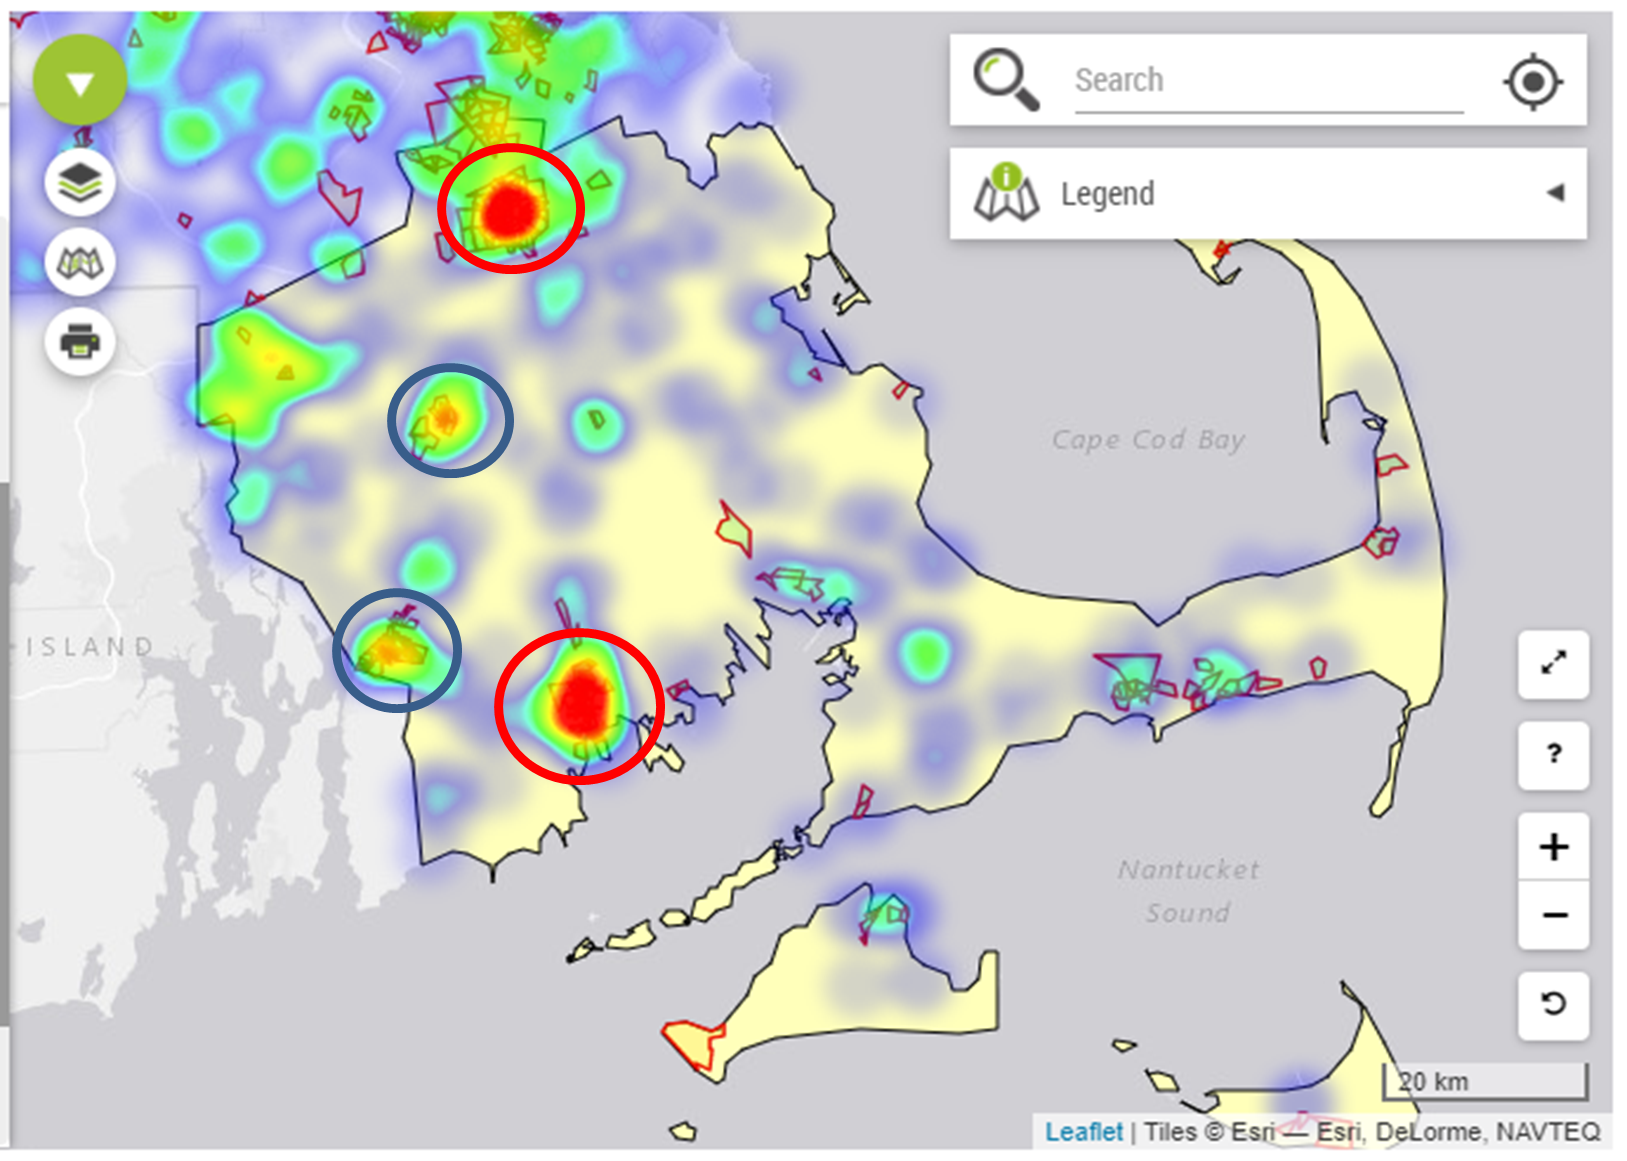 Search
i
Legend
Cape Cod Bay
ISLAND
?
+
−
Nantucket
Sound
20 km
Leaflet | Tiles © Esri — Esri, DeLorme, NAVTEQ